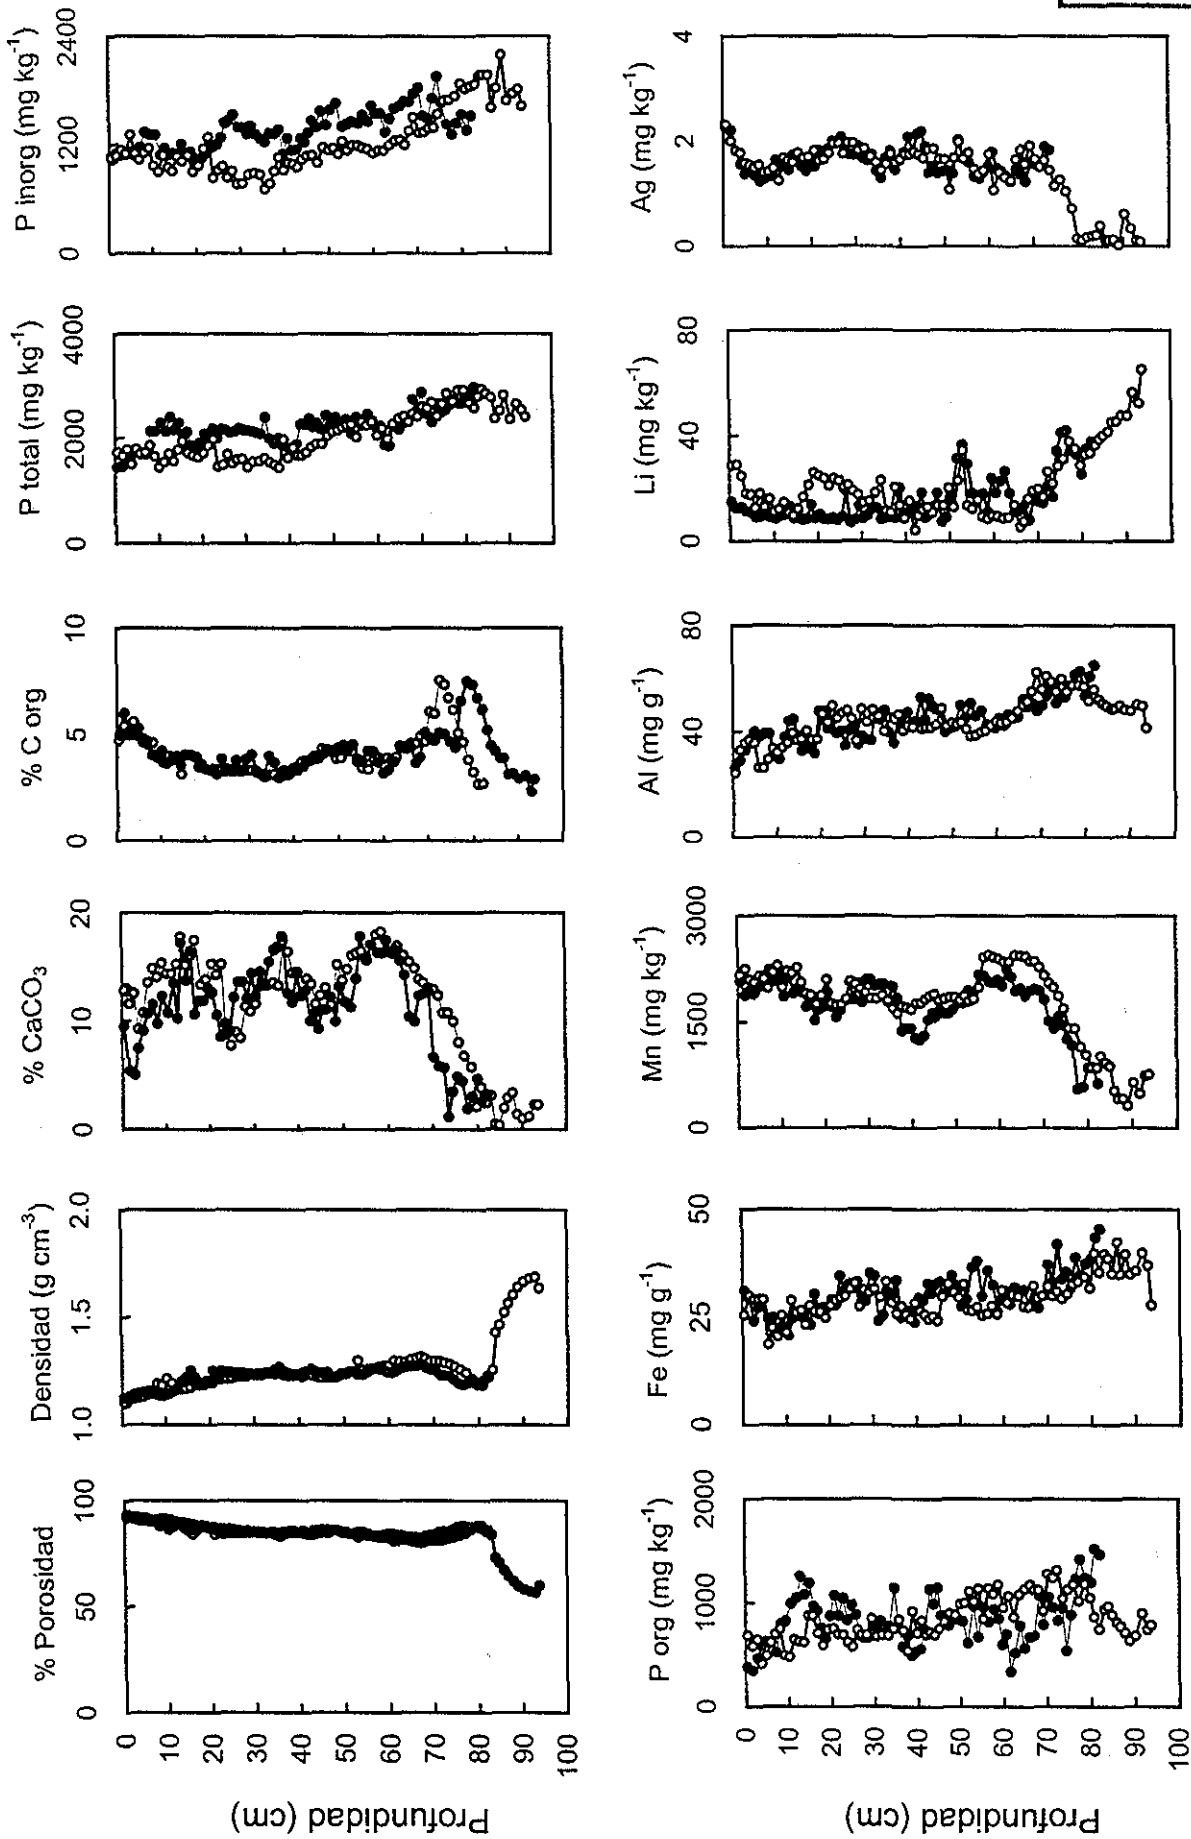 % Porosidad
Densidad (g cm⁻³)
% CaCO₃
% C org
P total (mg kg⁻¹)
P inorg (mg kg⁻¹)
0 50 100
1.0 1.5 2.0
0 10 20
0 5 10
0 2000 4000
0 1200 2400
0
10
20
30
40
50
60
70
80
90
100
Profundidad (cm)
P org (mg kg⁻¹)
Fe (mg g⁻¹)
Mn (mg kg⁻¹)
Al (mg g⁻¹)
Li (mg kg⁻¹)
Ag (mg kg⁻¹)
0 1000 2000
0 25 50
0 1500 3000
0 40 80
0 40 80
0 2 4
0
10
20
30
40
50
60
70
80
90
100
Profundidad (cm)